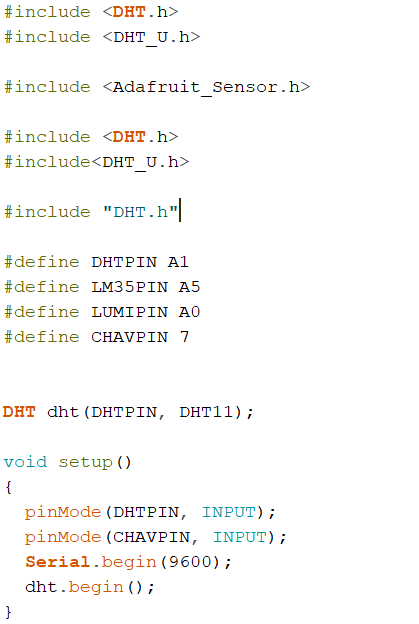 #include <DHT.h>
#include <DHT_U.h>
#include <Adafruit_Sensor.h>
#include <DHT.h>
#include<DHT_U.h>
#include "DHT.h"
#define DHTPIN A1
#define LM35PIN A5
#define LUMIPIN A0
#define CHAVPIN 7
DHT dht(DHTPIN, DHT11);
void setup()
{
  pinMode(DHTPIN, INPUT);
  pinMode(CHAVPIN, INPUT);
  Serial.begin(9600);
  dht.begin();
}